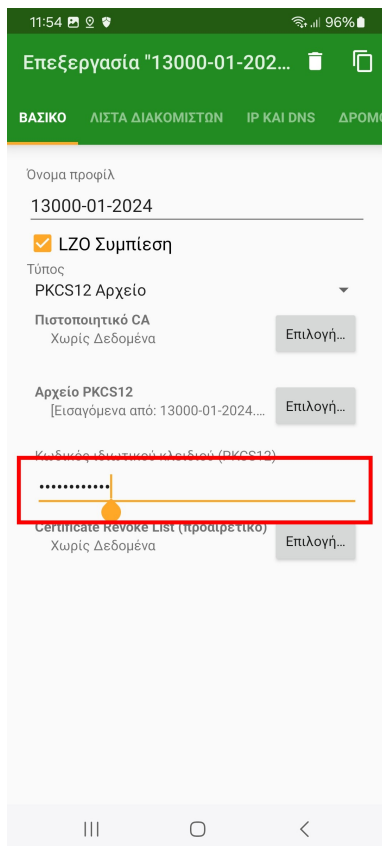 11:54 96%
Επεξεργασία "13000-01-202...
ΒΑΣΙΚΟ ΛΙΣΤΑ ΔΙΑΚΟΜΙΣΤΩΝ IP ΚΑΙ DNS ΔΡΟΜΟ
Όνομα προφίλ
13000-01-2024
LZO Συμπίεση
Τύπος
PKCS12 Αρχείο
Πιστοποιητικό CA
Χωρίς Δεδομένα
Επιλογή...
Αρχείο PKCS12
[Εισαγόμενα από: 13000-01-2024....
Επιλογή...
Κωδικός ιδιωτικού κλειδιού (PKCS12)
••••••••••••
Certificate Revoke List (προαιρετικό)
Χωρίς Δεδομένα
Επιλογή...